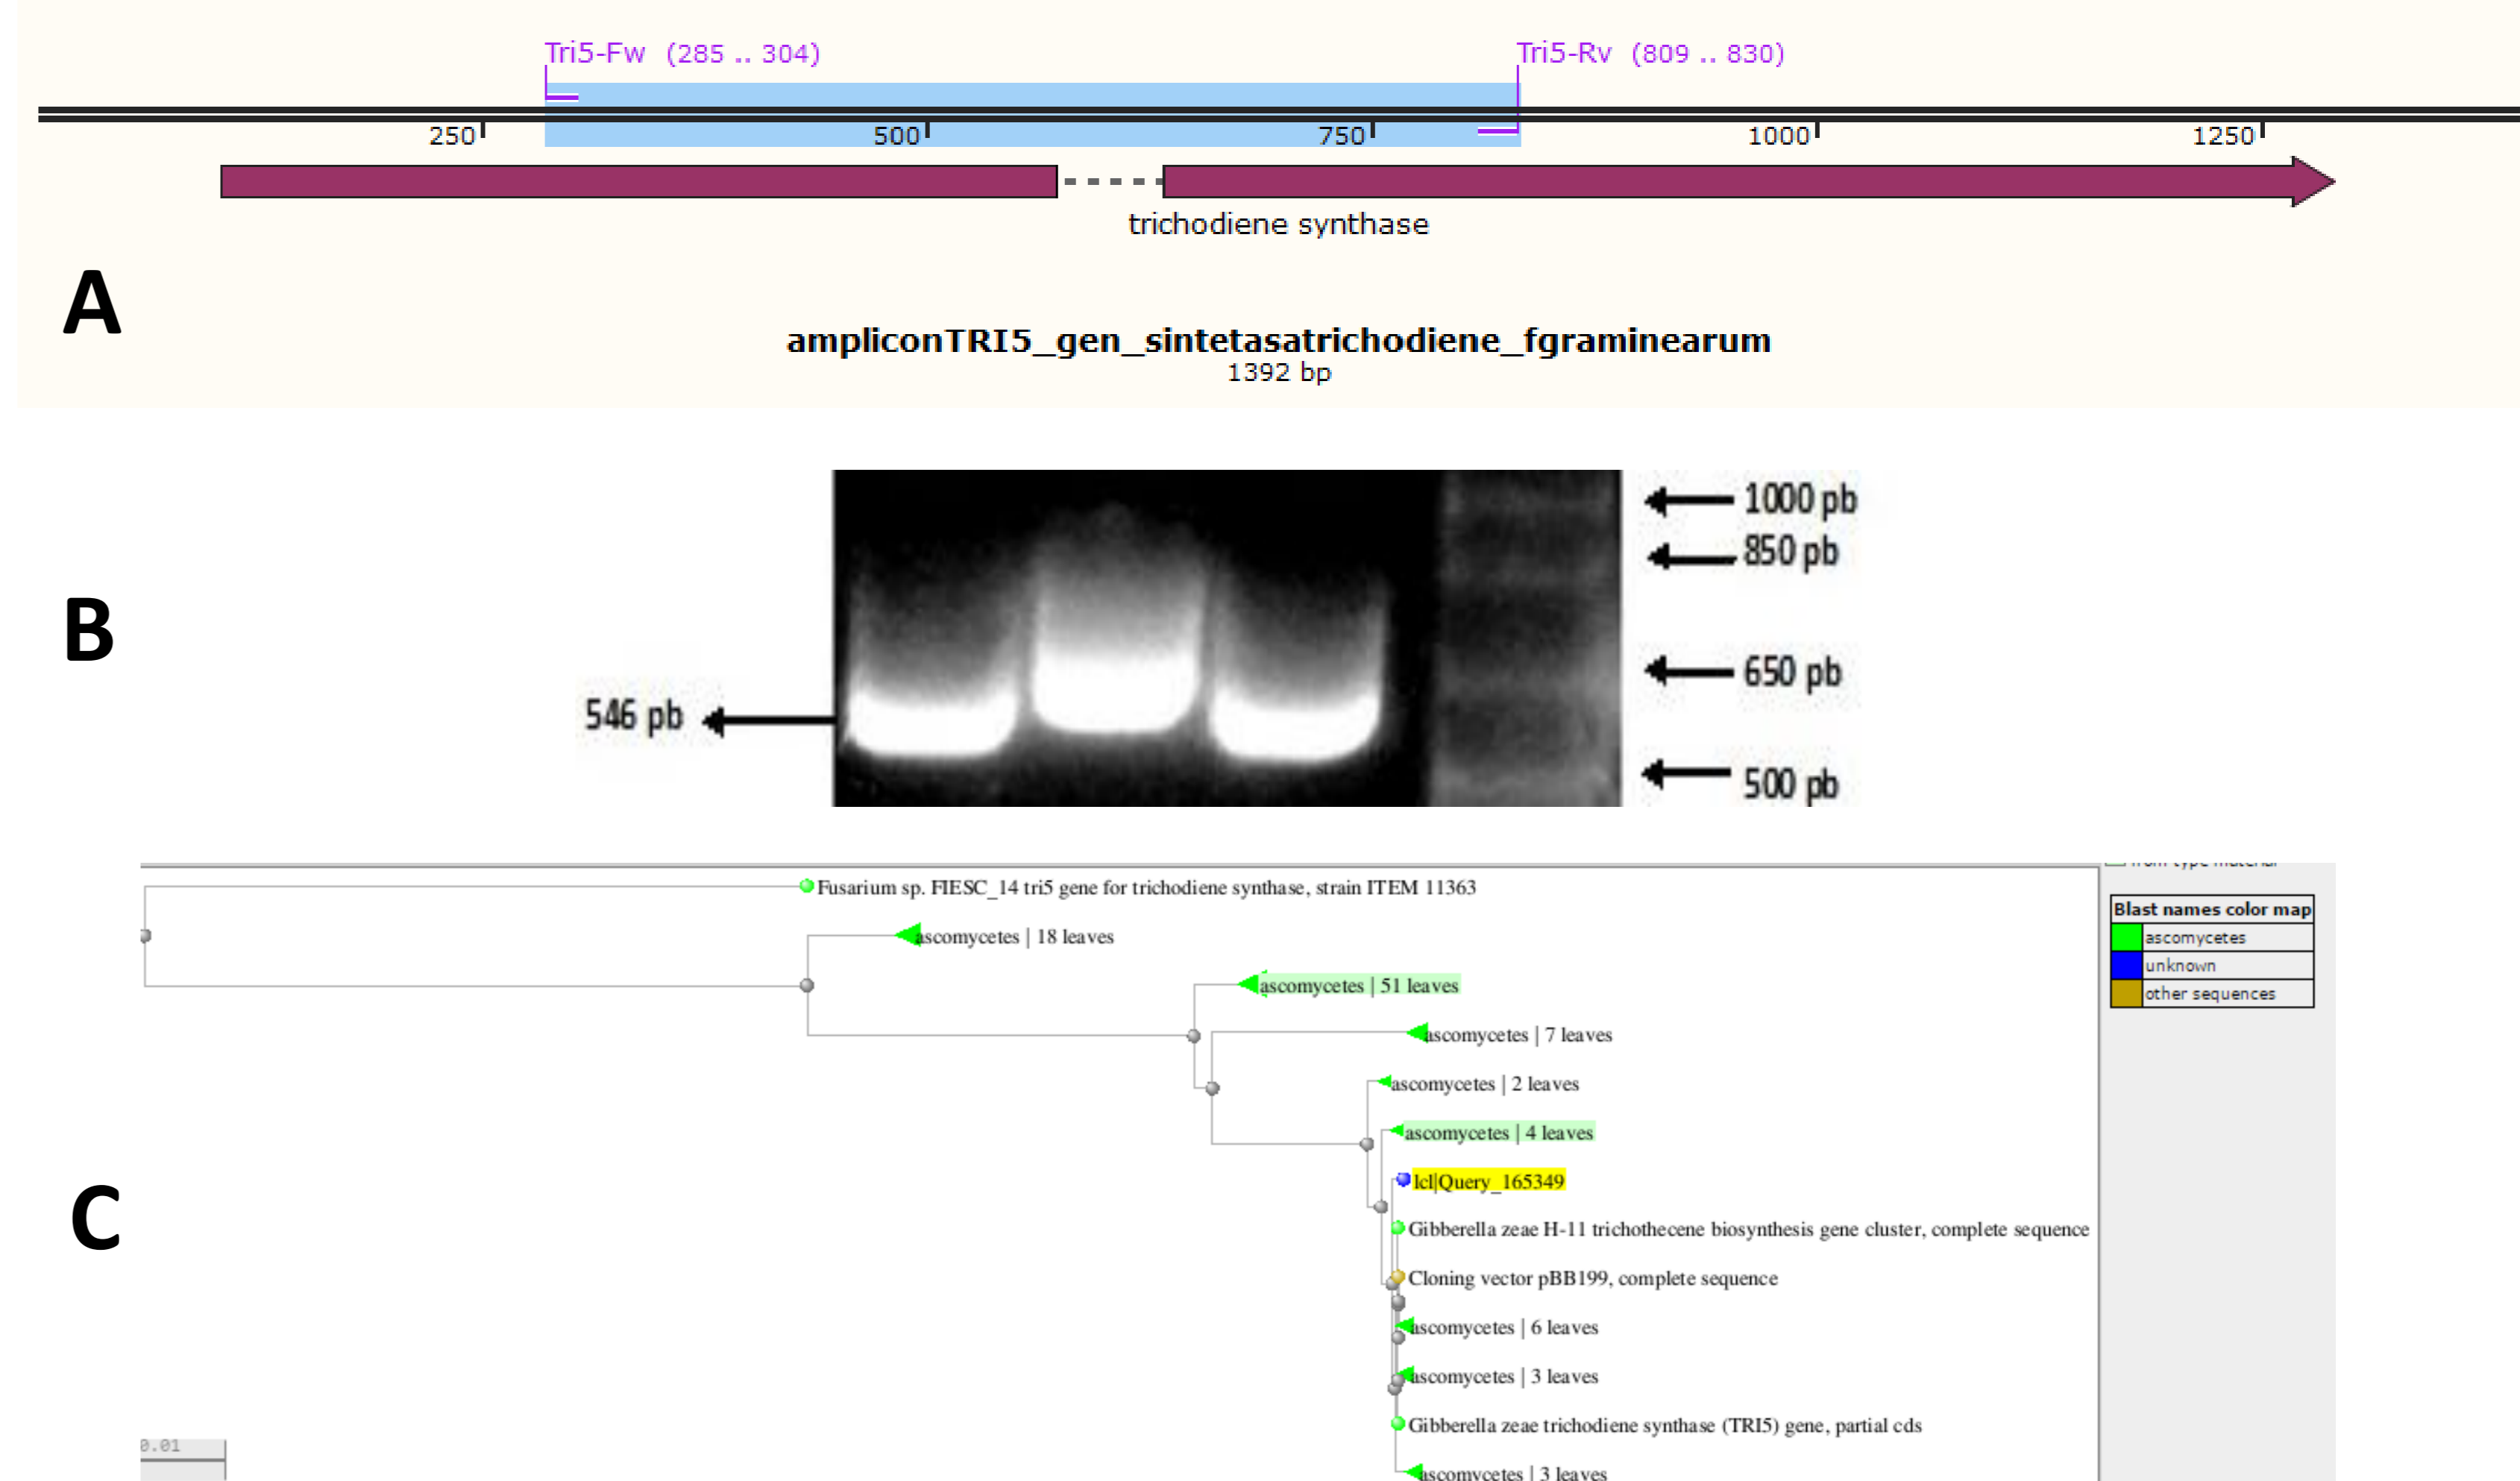 Tri5-Fw (285 .. 304)
Tri5-Rv (809 .. 830)
250
500
750
1000
1250
trichodiene synthase
A
ampliconTRI5_gen_sintetasatrichodiene_fgraminearum
1392 bp
B
1000 pb
850 pb
650 pb
546 pb
500 pb
C
Fusarium sp. FIESC_14 tri5 gene for trichodiene synthase, strain ITEM 11363
ascomycetes | 18 leaves
ascomycetes | 51 leaves
ascomycetes | 7 leaves
ascomycetes | 2 leaves
ascomycetes | 4 leaves
lcl|Query_165349
Gibberella zeae H-11 trichothecene biosynthesis gene cluster, complete sequence
Cloning vector pBB199, complete sequence
ascomycetes | 6 leaves
ascomycetes | 3 leaves
Gibberella zeae trichodiene synthase (TRI5) gene, partial cds
ascomycetes | 3 leaves
0.01
Blast names color map
ascomycetes
unknown
other sequences